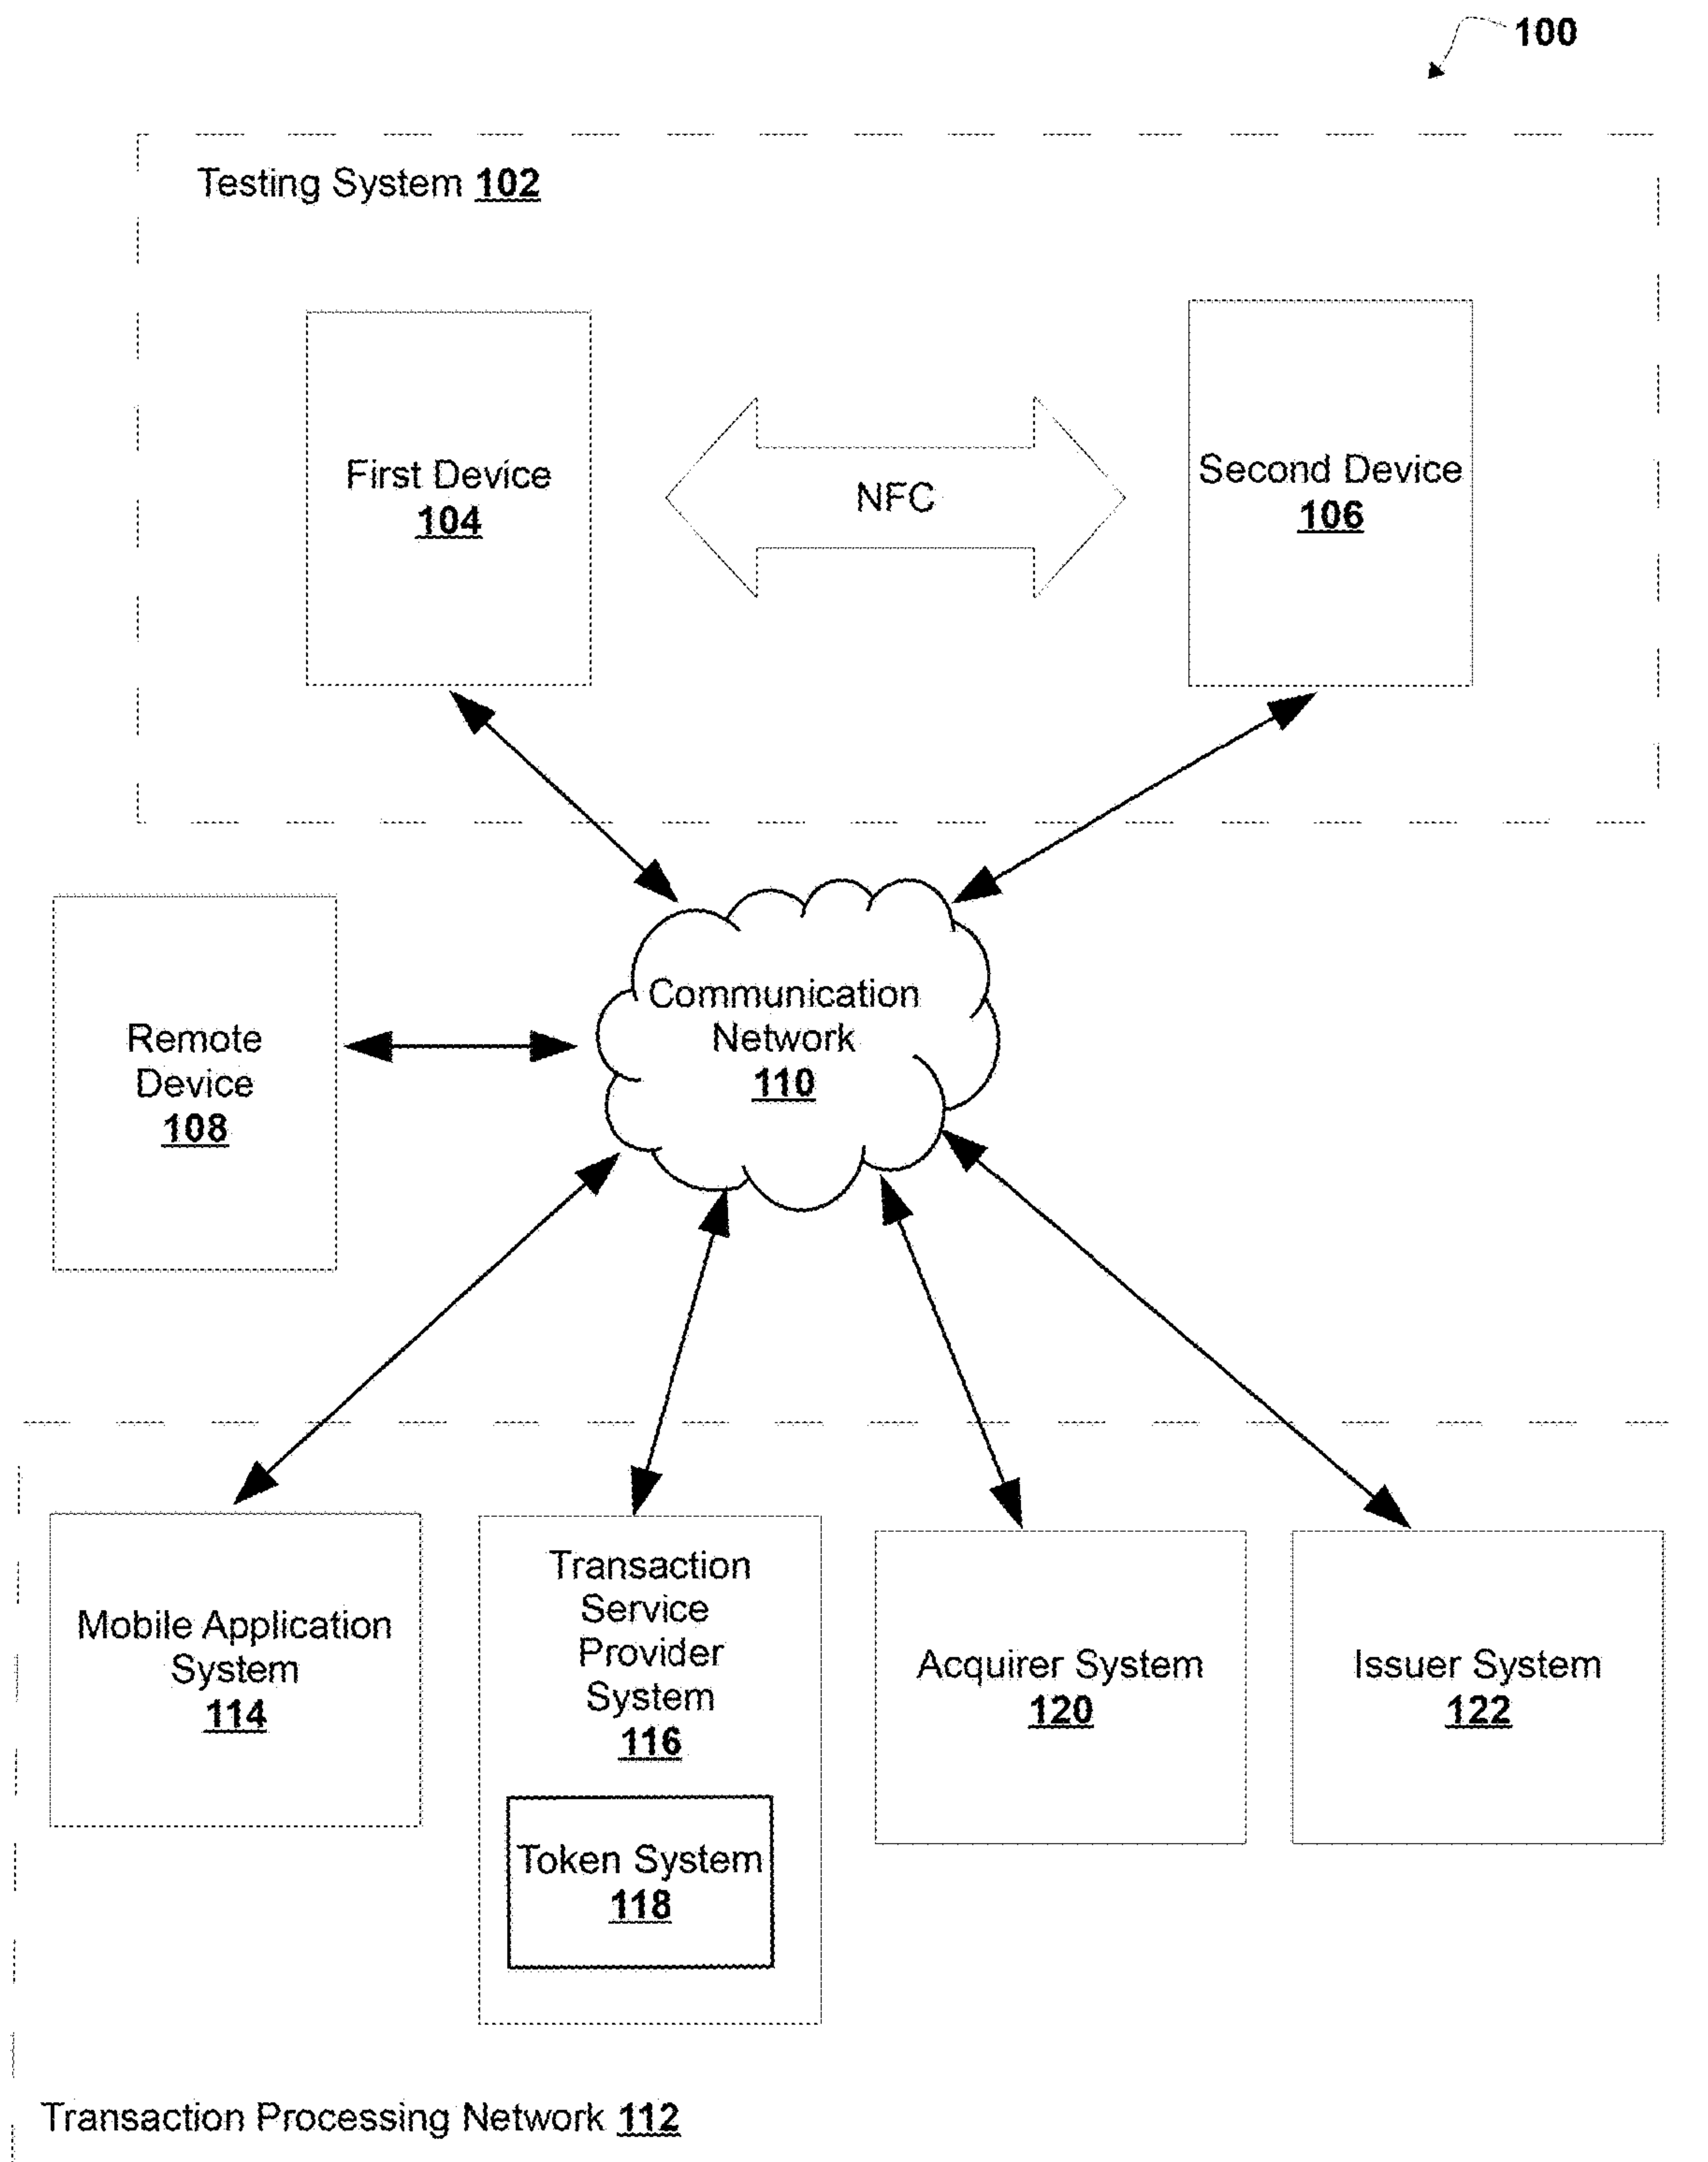 100
Testing System 102
First Device
104
NFC
Second Device
106
Communication
Network
110
Remote
Device
108
Mobile Application
System
114
Transaction
Service
Provider
System
116
Token System
118
Acquirer System
120
Issuer System
122
Transaction Processing Network 112